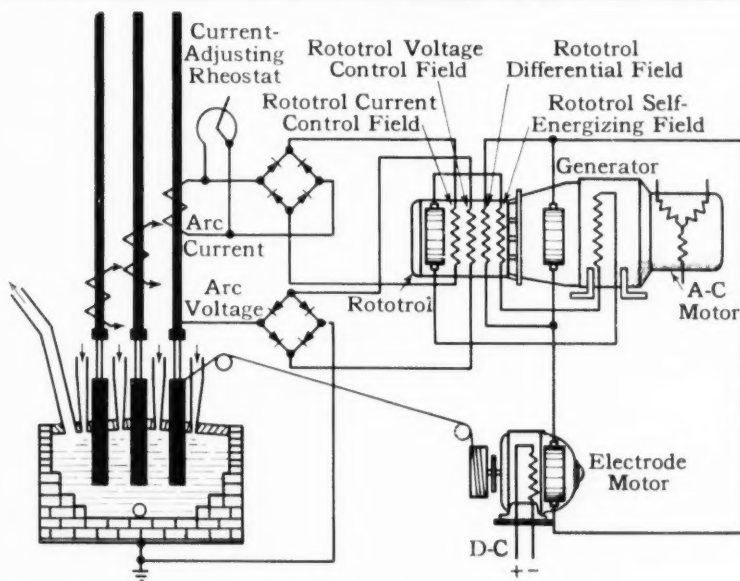 Current-
Adjusting
Rheostat
Rototrol Voltage
Control Field
Rototrol
Differential Field
Rototrol Current
Control Field
Rototrol Self-
Energizing Field
Generator
Arc
Current
Arc
Voltage
Rototrol
A-C
Motor
Electrode
Motor
D-C
+ -